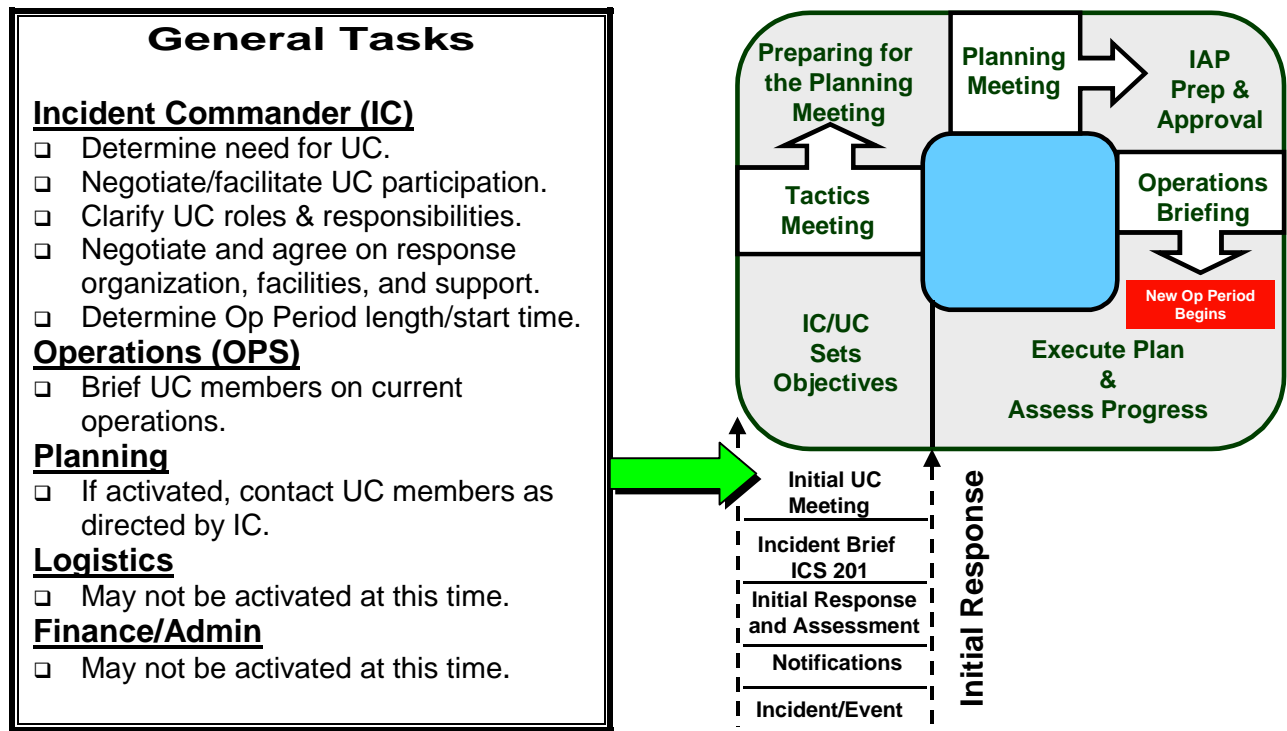 General Tasks
Incident Commander (IC)
❑ Determine need for UC.
❑ Negotiate/facilitate UC participation.
❑ Clarify UC roles & responsibilities.
❑ Negotiate and agree on response
organization, facilities, and support.
❑ Determine Op Period length/start time.
Operations (OPS)
❑ Brief UC members on current
operations.
Planning
❑ If activated, contact UC members as
directed by IC.
Logistics
❑ May not be activated at this time.
Finance/Admin
❑ May not be activated at this time.
Preparing for
the Planning
Meeting
Planning
Meeting
IAP
Prep &
Approval
Tactics
Meeting
Operations
Briefing
New Op Period
Begins
IC/UC
Sets
Objectives
Execute Plan
&
Assess Progress
Initial UC
Meeting
Incident Brief
ICS 201
Initial Response
and Assessment
Notifications
Incident/Event
Initial Response